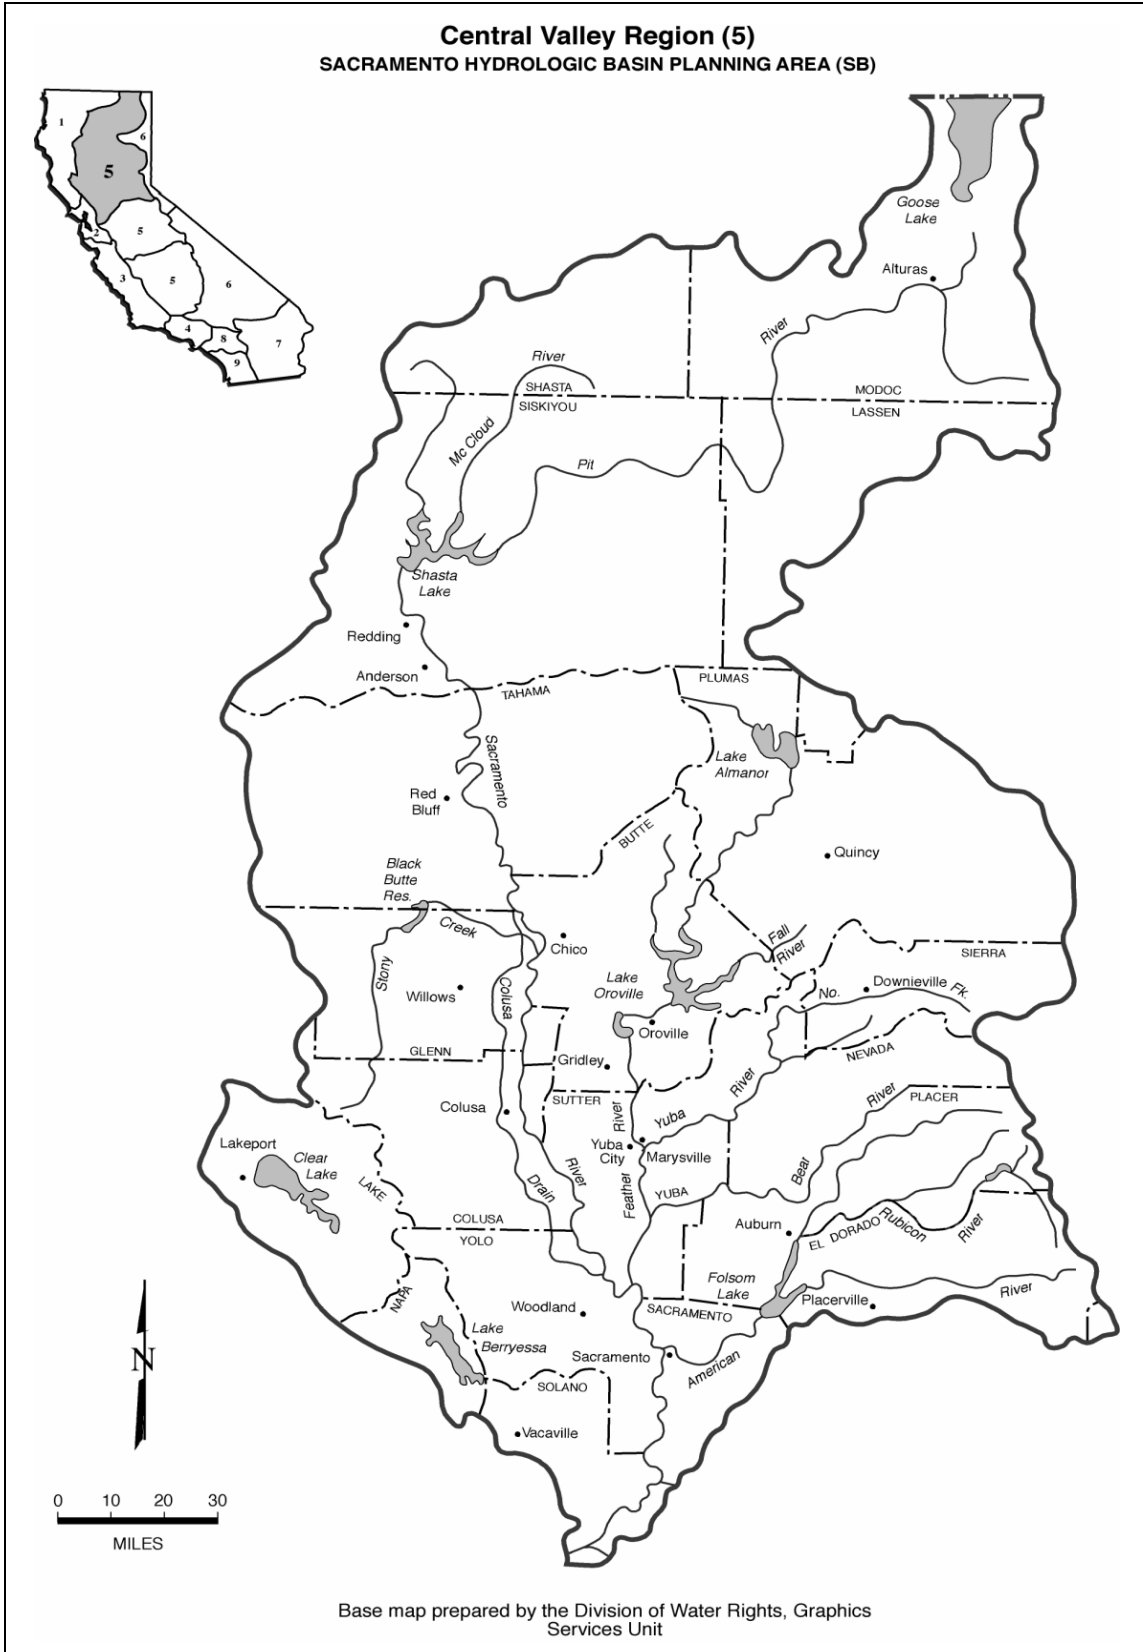 Central Valley Region (5)
SACRAMENTO HYDROLOGIC BASIN PLANNING AREA (SB)
1
6
5
2
5
3
5
6
4
8
7
9
Goose
Lake
Alturas
River
River
SHASTA
SISKIYOU
MODOC
LASSEN
Mc Cloud
Pit
Shasta
Lake
Redding
Anderson
TAHAMA
PLUMAS
Sacramento
Lake
Almanor
Red
Bluff
BUTTE
Quincy
Black
Butte
Res.
Creek
Chico
Fall
River
SIERRA
Stony
Willows
Colusa
Lake
Oroville
No.
Downieville
Fk.
Oroville
GLENN
Gridley
NEVADA
River
SUTTER
River
PLACER
Colusa
River
Yuba
Yuba
City
Marysville
Lakeport
Clear
Lake
LAKE
Drain
River
Feather
YUBA
Bear
COLUSA
YOLO
Auburn
EL DORADO
Rubicon
River
NAPA
Folsom
Lake
Woodland
SACRAMENTO
Placerville
River
Lake
Berryessa
Sacramento
American
SOLANO
Vacaville
N
0 10 20 30
MILES
Base map prepared by the Division of Water Rights, Graphics
Services Unit